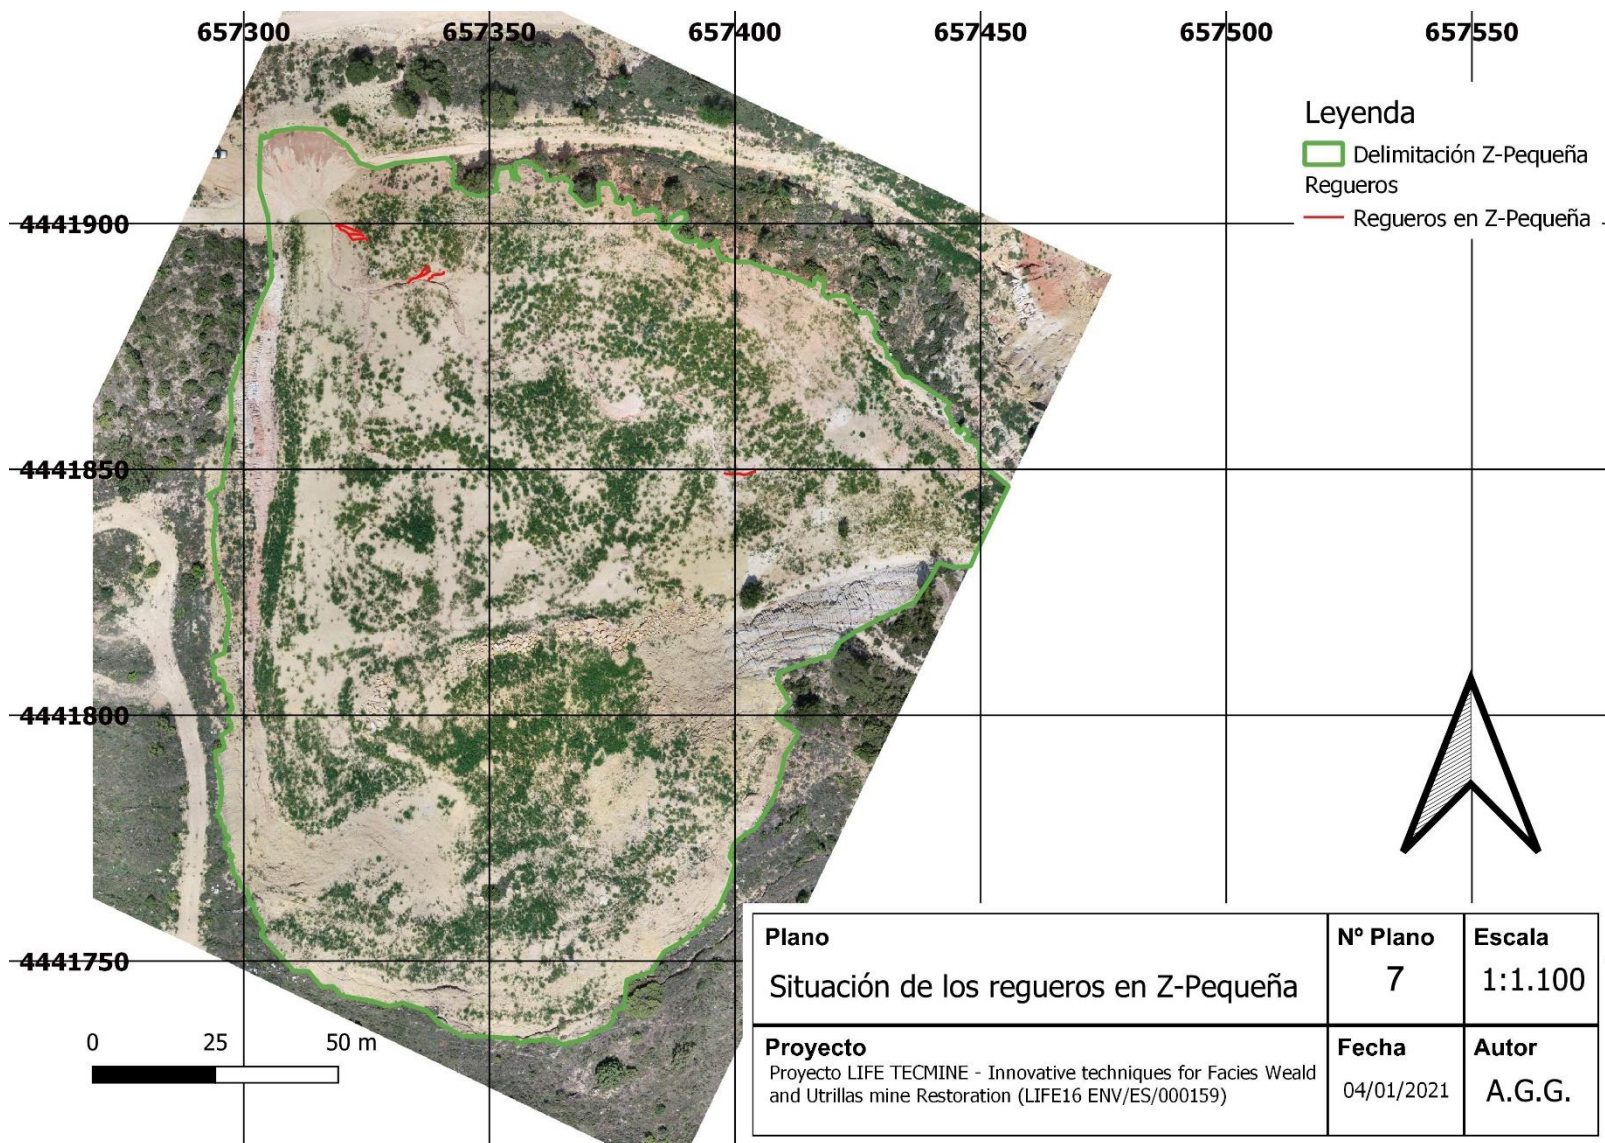 657300 657350 657400 657450 657500 657550
Leyenda
Delimitación Z-Pequeña
Regueros
Regueros en Z-Pequeña
4441900
4441850
4441800
4441750
0 25 50 m
Plano
Situación de los regueros en Z-Pequeña
Nº Plano
7
Escala
1:1.100
Proyecto
Proyecto LIFE TECMINE - Innovative techniques for Facies Weald
and Utrillas mine Restoration (LIFE16 ENV/ES/000159)
Fecha
04/01/2021
Autor
A.G.G.